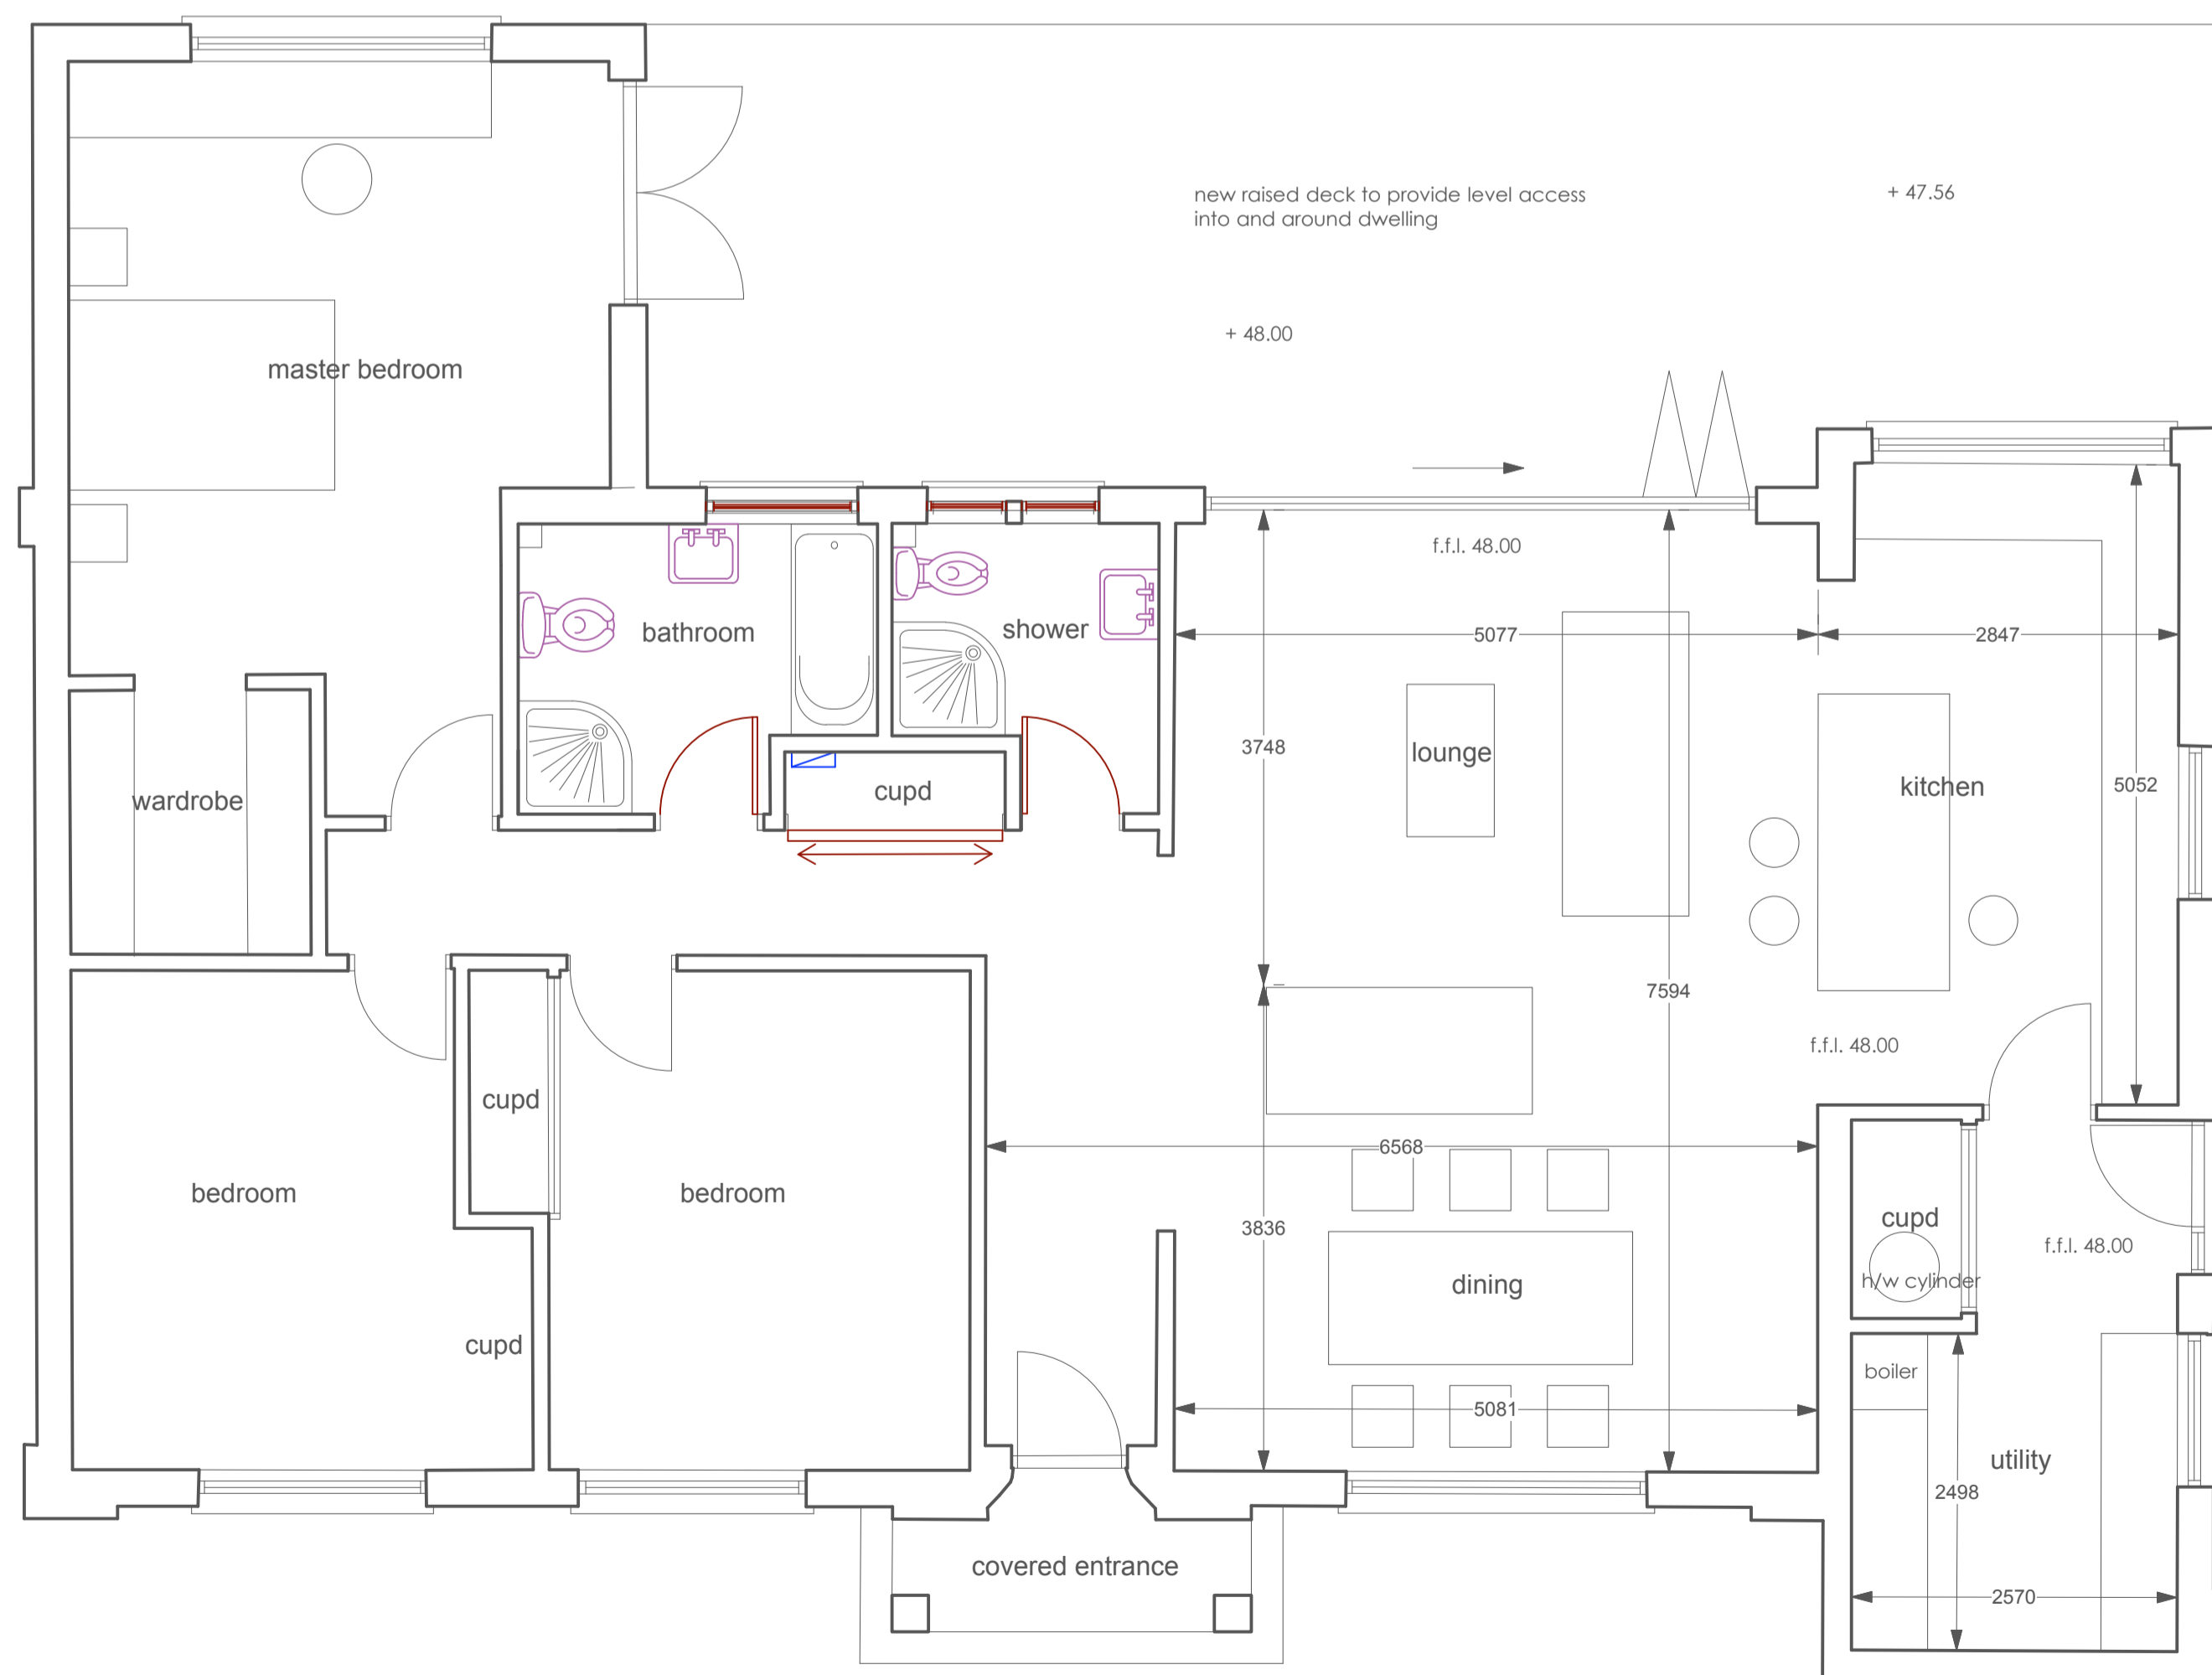 new raised deck to provide level access
into and around dwelling
+ 47.56
+ 48.00
master bedroom
f.f.l. 48.00
bathroom
shower
5077
2847
3748
lounge
kitchen
5052
wardrobe
cupd
7594
f.f.l. 48.00
cupd
6568
bedroom
bedroom
3836
cupd
f.f.l. 48.00
h/w cylinder
dining
cupd
boiler
5081
utility
2498
covered entrance
2570